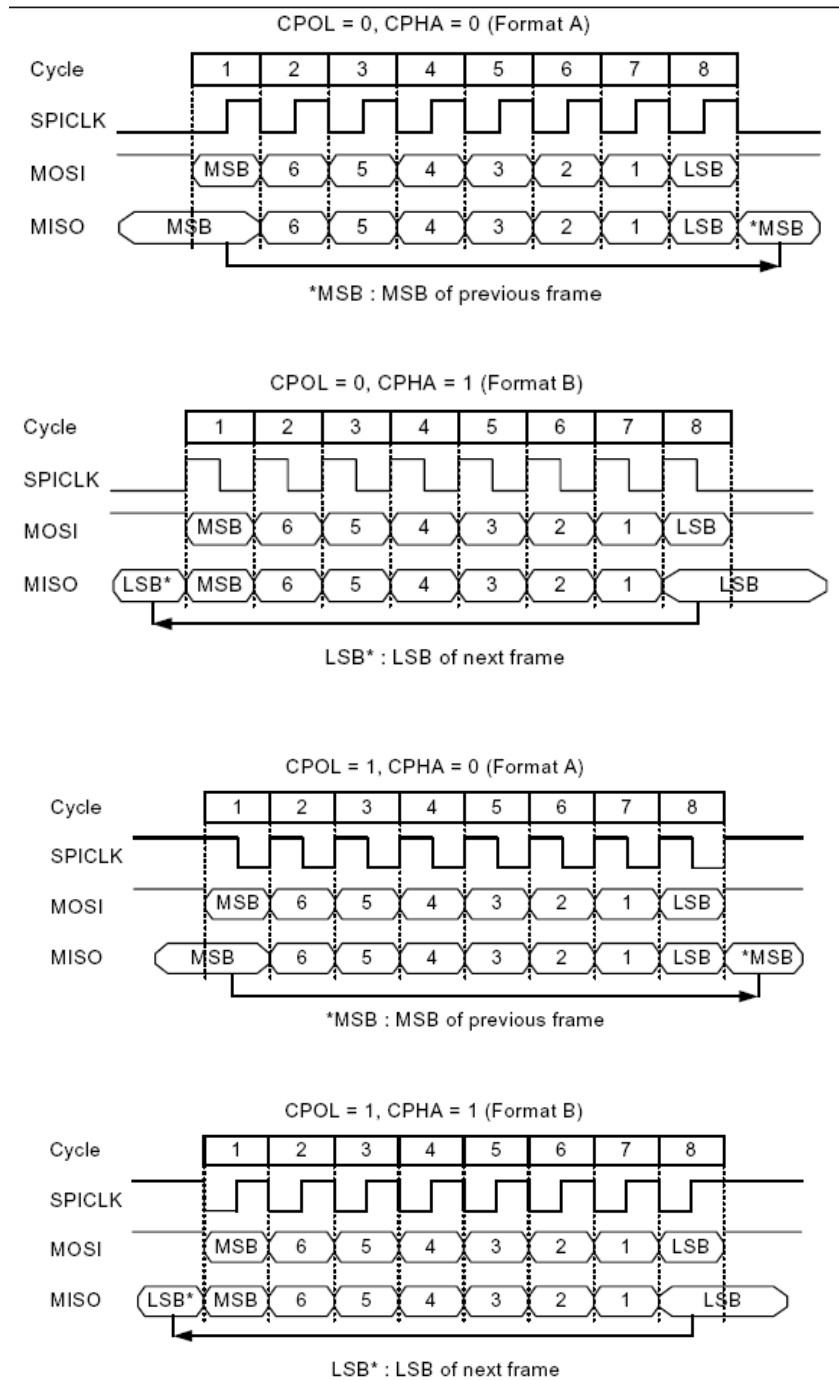 CPOL = 0, CPHA = 0 (Format A)
Cycle 1 2 3 4 5 6 7 8
SPICLK
MOSI MSB 6 5 4 3 2 1 LSB
MISO MSB 6 5 4 3 2 1 LSB *MSB
*MSB : MSB of previous frame
CPOL = 0, CPHA = 1 (Format B)
Cycle 1 2 3 4 5 6 7 8
SPICLK
MOSI MSB 6 5 4 3 2 1 LSB
MISO LSB* MSB 6 5 4 3 2 1 LSB
LSB* : LSB of next frame
CPOL = 1, CPHA = 0 (Format A)
Cycle 1 2 3 4 5 6 7 8
SPICLK
MOSI MSB 6 5 4 3 2 1 LSB
MISO MSB 6 5 4 3 2 1 LSB *MSB
*MSB : MSB of previous frame
CPOL = 1, CPHA = 1 (Format B)
Cycle 1 2 3 4 5 6 7 8
SPICLK
MOSI MSB 6 5 4 3 2 1 LSB
MISO LSB* MSB 6 5 4 3 2 1 LSB
LSB* : LSB of next frame